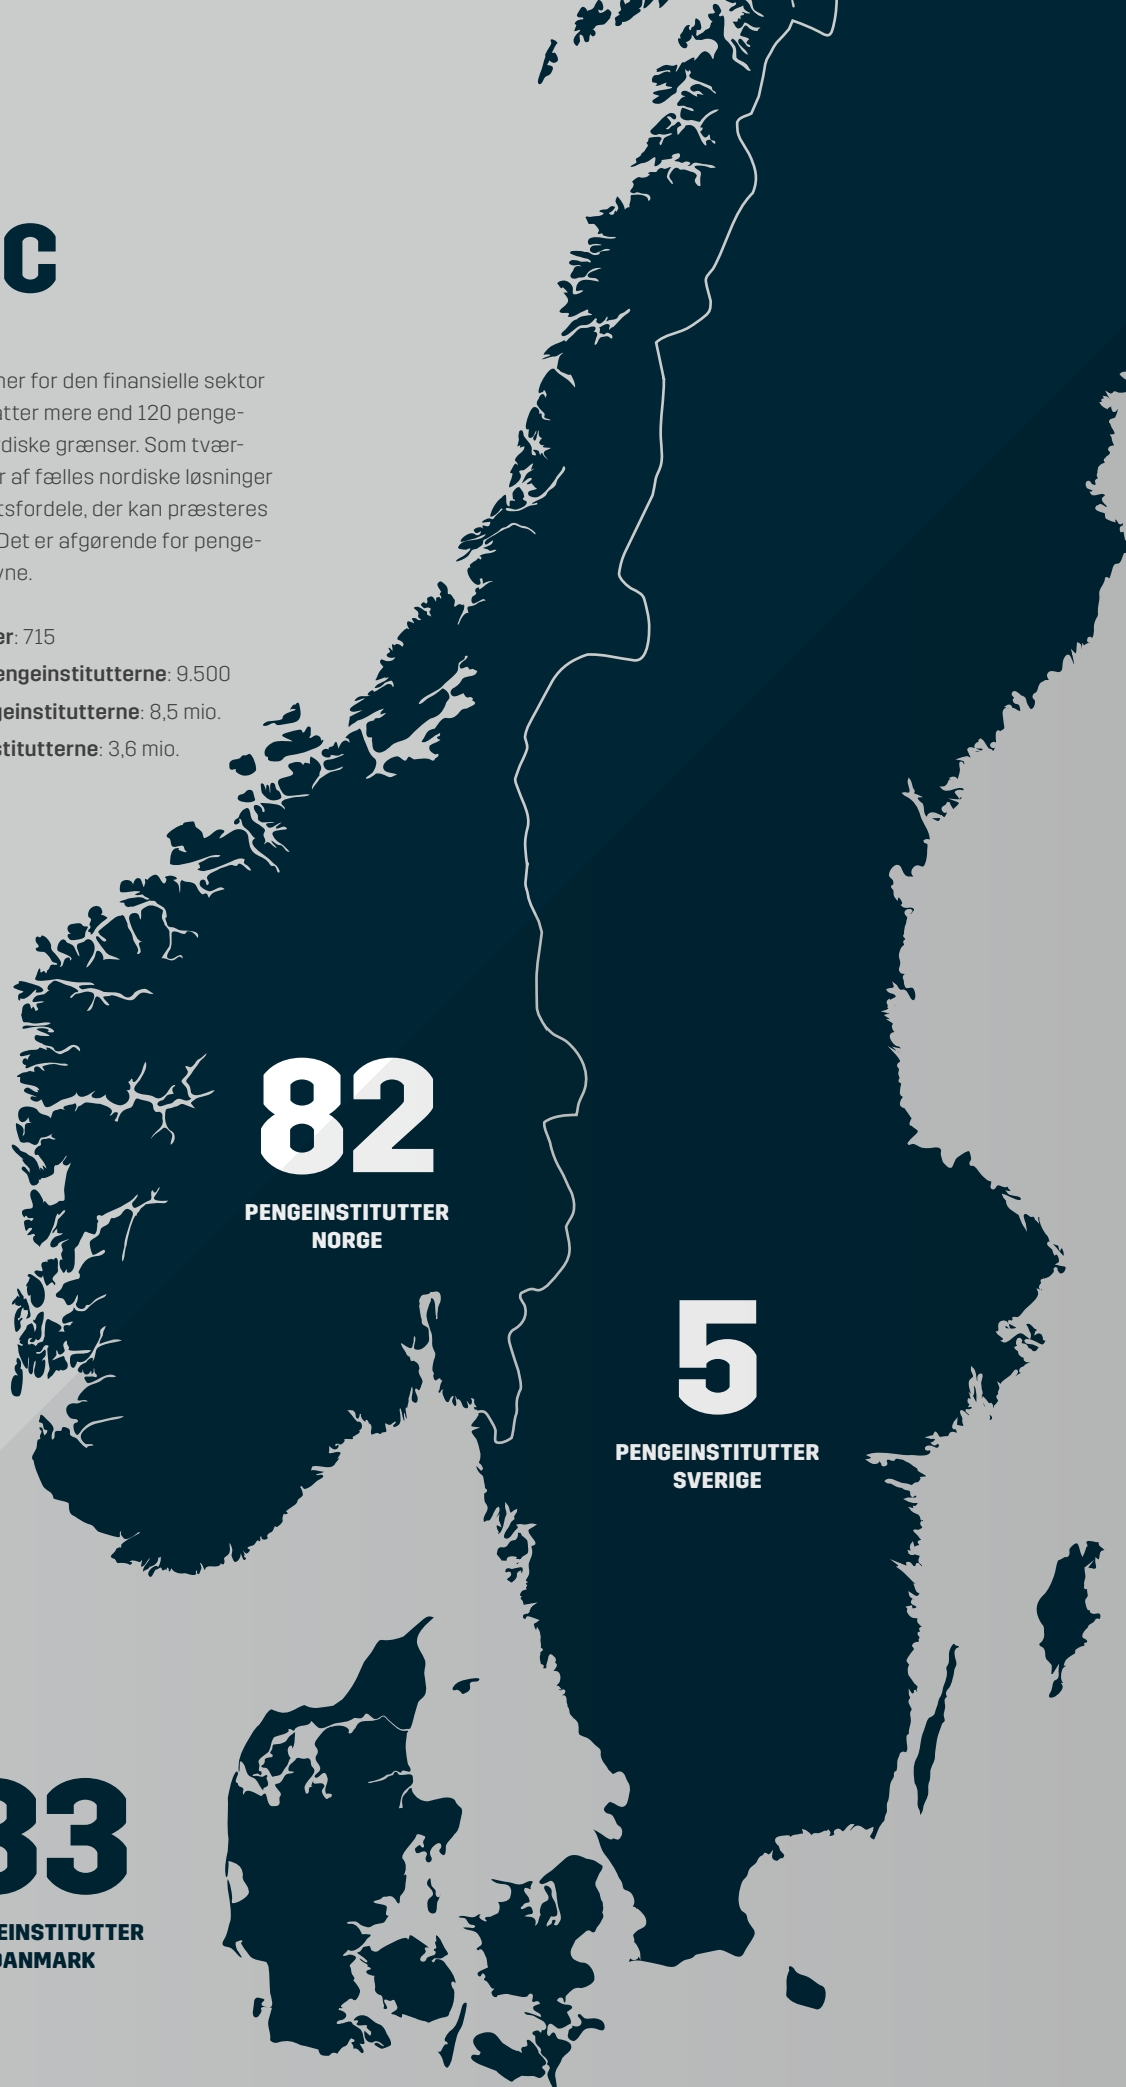 C
ner for den finansielle sektor
atter mere end 120 penge-
rdiske grænser. Som tvær-
r af fælles nordiske løsninger
tsfordele, der kan præsteres
Det er afgørende for penge-
vne.
er: 715
engeinstitutterne: 9.500
geinstitutterne: 8,5 mio.
stitutterne: 3,6 mio.
82
PENGEINSTITUTTER
NORGE
5
PENGEINSTITUTTER
SVERIGE
33
EINSTITUTTER
DANMARK